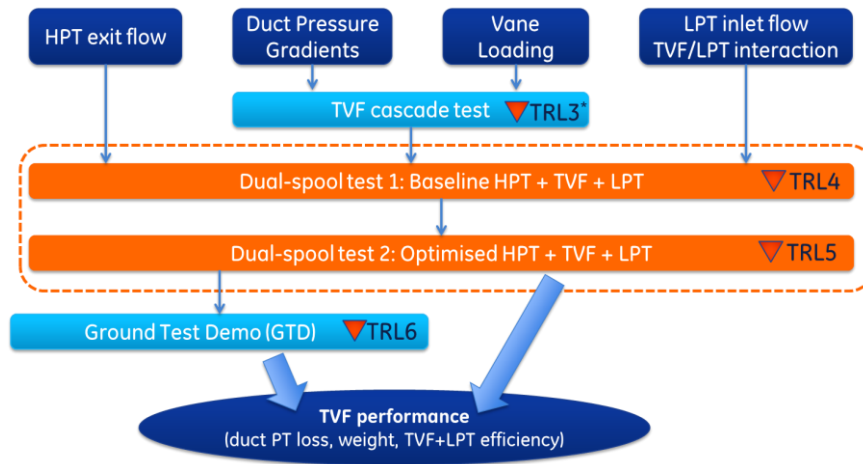 HPT exit flow
Duct Pressure
Gradients
Vane
Loading
LPT inlet flow
TVF/LPT interaction
TVF cascade test TRL3*
Dual-spool test 1: Baseline HPT + TVF + LPT TRL4
Dual-spool test 2: Optimised HPT + TVF + LPT TRL5
Ground Test Demo (GTD) TRL6
TVF performance
(duct PT loss, weight, TVF+LPT efficiency)